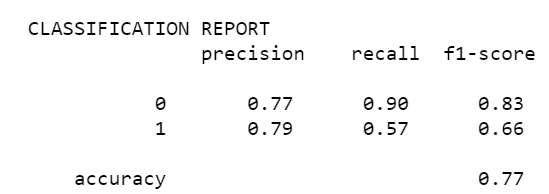 CLASSIFICATION REPORT
precision recall f1-score
0 0.77 0.90 0.83
1 0.79 0.57 0.66
accuracy 0.77